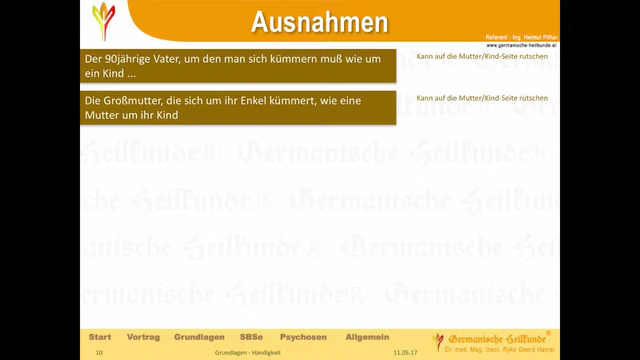 Ausnahmen
Referent - Ing. Helmut Pilhar
www.germanische-heilkunde.at
Der 90jährige Vater, um den man sich kümmern muß wie um
ein Kind ...
Kann auf die Mutter/Kind-Seite rutschen
Die Großmutter, die sich um ihr Enkel kümmert, wie eine
Mutter um ihr Kind
Kann auf die Mutter/Kind-Seite rutschen
Germanische Heilkunde®
Start Vortrag Grundlagen SBSe Psychosen Allgemein
Germanische Heilkunde®
Dr. med. Mag. theol. Ryke Geerd Hamer
10 Grundlagen - Händigkeit 11.05.17